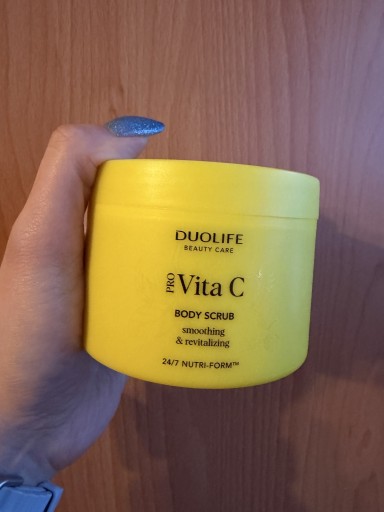 DUOLIFE
BEAUTY CARE
PRO Vita C
BODY SCRUB
smoothing
& revitalizing
24/7 NUTRI-FORM™